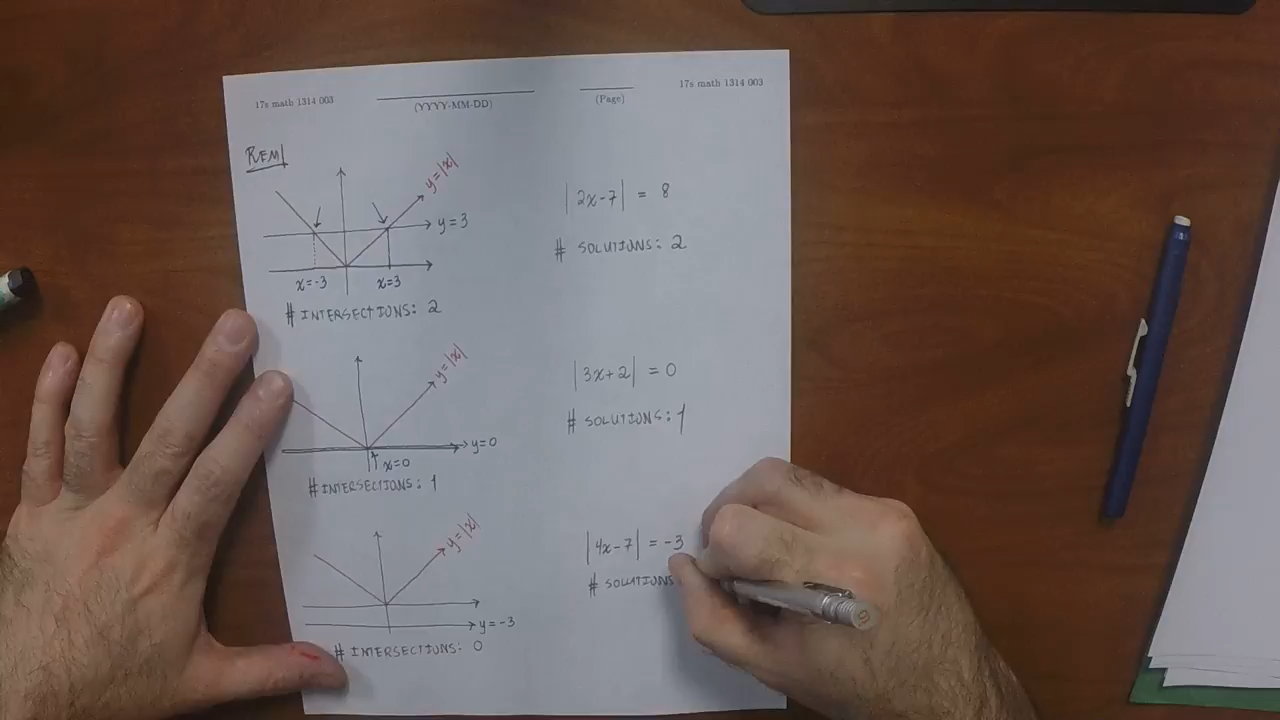 17s math 1314 003
(YYYY-MM-DD)
(Page)
17s math 1314 003
REM
y=|x|
y=3
x=-3
x=3
# INTERSECTIONS: 2
|2x-7| = 8
# SOLUTIONS: 2
y=|x|
y=0
x=0
# INTERSECTIONS: 1
|3x+2| = 0
# SOLUTIONS: 1
y=|x|
y=-3
# INTERSECTIONS: 0
|4x-7| = -3
# SOLUTIONS